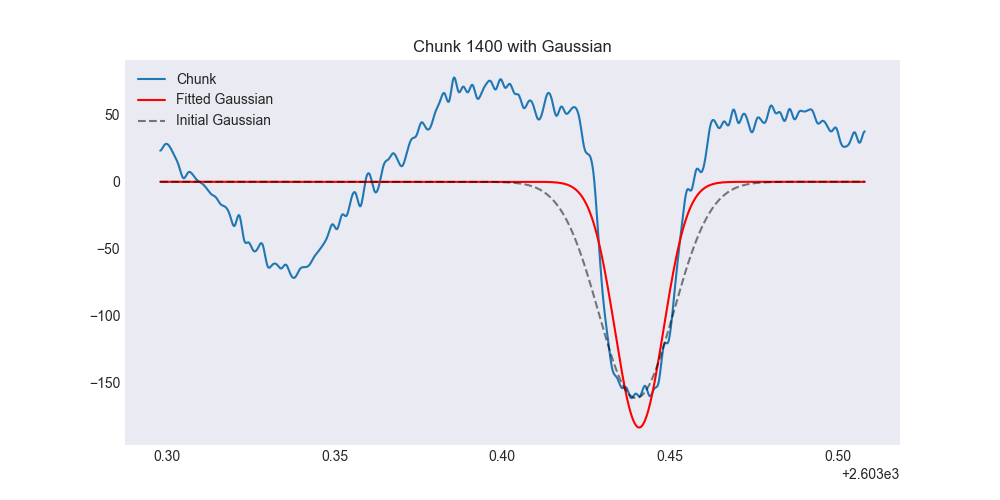 Chunk 1400 with Gaussian
Chunk
Fitted Gaussian
Initial Gaussian
50
0
−50
−100
−150
0.30 0.35 0.40 0.45 0.50
+2.603e3